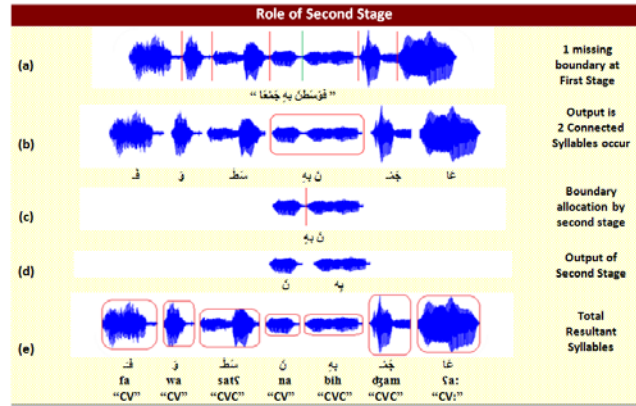 Role of Second Stage
(a)
1 missing boundary at First Stage
" فَوَسَطْنَ بِهِ جَمْعًا "
(b)
Output is 2 Connected Syllables occur
فَـ وَ سَطْـ نَ بِهِ جَمْـ عَا
(c)
Boundary allocation by second stage
نَ بِهِ
(d)
Output of Second Stage
نَ بِهِ
(e)
Total Resultant Syllables
فَـ وَ سَطْـ نَ بِهِ جَمْـ عَا
fa wa satʕ na bih ʤam ʕa:
"CV" "CV" "CVC" "CV" "CVC" "CVC" "CV:"